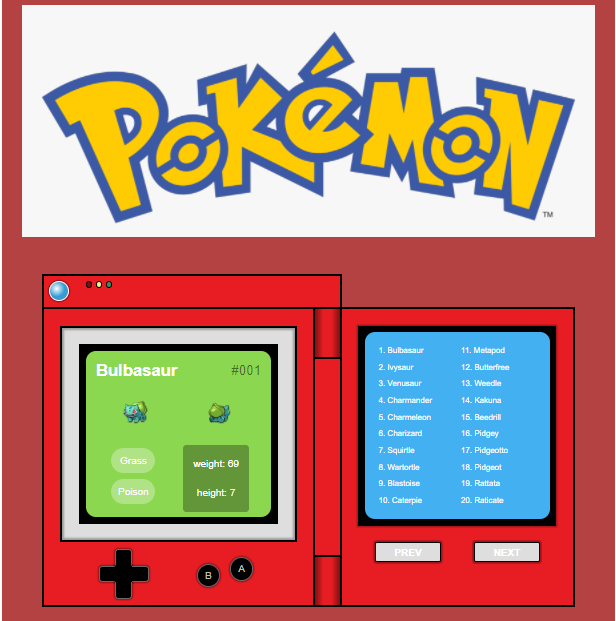 POKÉMON
TM
Bulbasaur #001
Grass
Poison
weight: 69
height: 7
B A
1. Bulbasaur
2. Ivysaur
3. Venusaur
4. Charmander
5. Charmeleon
6. Charizard
7. Squirtle
8. Wartortle
9. Blastoise
10. Caterpie
11. Metapod
12. Butterfree
13. Weedle
14. Kakuna
15. Beedrill
16. Pidgey
17. Pidgeotto
18. Pidgeot
19. Rattata
20. Raticate
PREV NEXT